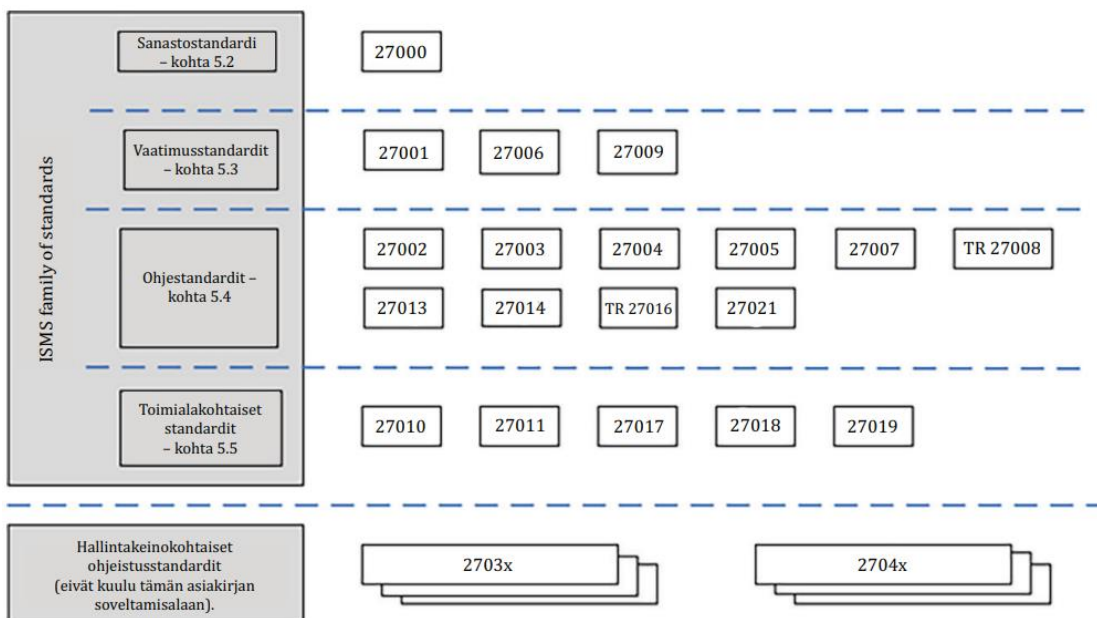 ISMS family of standards
Sanastostandardi
– kohta 5.2
27000
Vaatimusstandardit
– kohta 5.3
27001 27006 27009
Ohjestandardit –
kohta 5.4
27002 27003 27004 27005 27007 TR 27008
27013 27014 TR 27016 27021
Toimialakohtaiset
standardit
– kohta 5.5
27010 27011 27017 27018 27019
Hallintakeinokohtaiset
ohjeistusstandardit
(eivät kuulu tämän asiakirjan
soveltamisalaan).
2703x 2704x